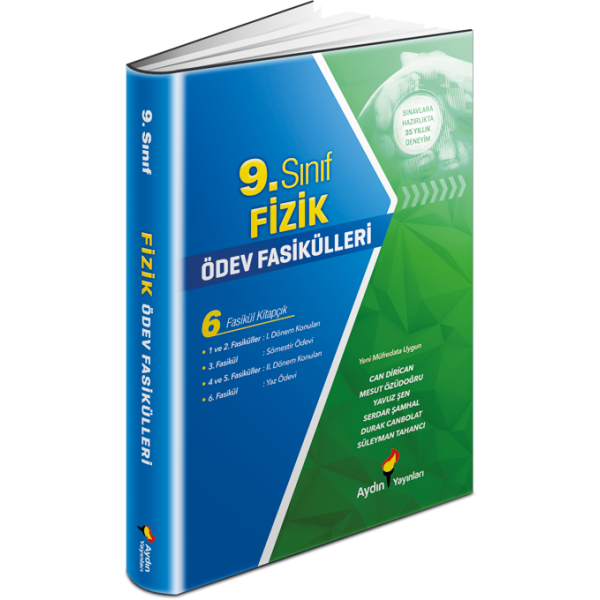 9. Sınıf
FİZİK
ÖDEV FASİKÜLLERİ
Aydın
Yayınları
SINAVLARA
HAZIRLIKTA
35 YILLIK
DENEYİM
9. Sınıf
FİZİK
ÖDEV FASİKÜLLERİ
6 Fasikül Kitapçık
• 1 ve 2. Fasiküller : I. Dönem Konuları
• 3. Fasikül : Sömestir Ödevi
• 4 ve 5. Fasiküller : II. Dönem Konuları
• 6. Fasikül : Yaz Ödevi
Yeni Müfredata Uygun
CAN DİRİCAN
MESUT ÖZÜDOĞRU
YAVUZ ŞEN
SERDAR ŞAMHAL
DURAK CANBOLAT
SÜLEYMAN TAHANCI
Aydın Yayınları